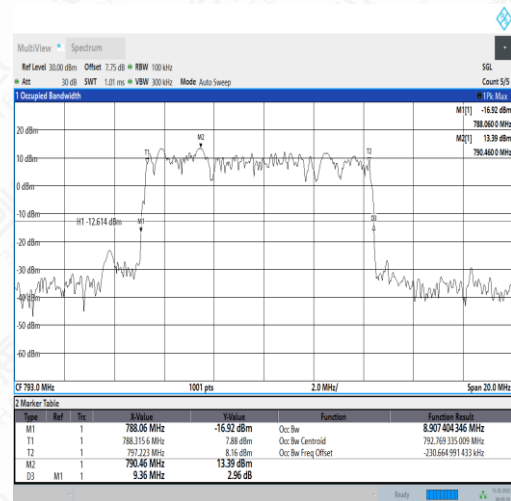 MultiView Spectrum
Ref Level 30.00 dBm Offset 7.75 dB RBW 100 kHz SGL
Att 30 dB SWT 1.01 ms VBW 300 kHz Mode Auto Sweep Count 5/5
1 Occupied Bandwidth 1Pk Max
M1[1] -16.92 dBm
788.060 0 MHz
M2[1] 13.39 dBm
790.460 0 MHz
20 dBm
M2
T1 T2
10 dBm
0 dBm
-10 dBm
H1 -12.614 dBm M1 D3
-20 dBm
-30 dBm
-40 dBm
-50 dBm
-60 dBm
CF 793.0 MHz 1001 pts 2.0 MHz/ Span 20.0 MHz
2 Marker Table
Type Ref Trc X-Value Y-Value Function Function Result
M1 1 788.06 MHz -16.92 dBm Occ Bw 8.907 404 346 MHz
T1 1 788.315 6 MHz 7.88 dBm Occ Bw Centroid 792.769 335 009 MHz
T2 1 797.223 MHz 8.16 dBm Occ Bw Freq Offset -230.664 991 433 kHz
M2 1 790.46 MHz 13.39 dBm
D3 M1 1 9.36 MHz 2.96 dB
Ready